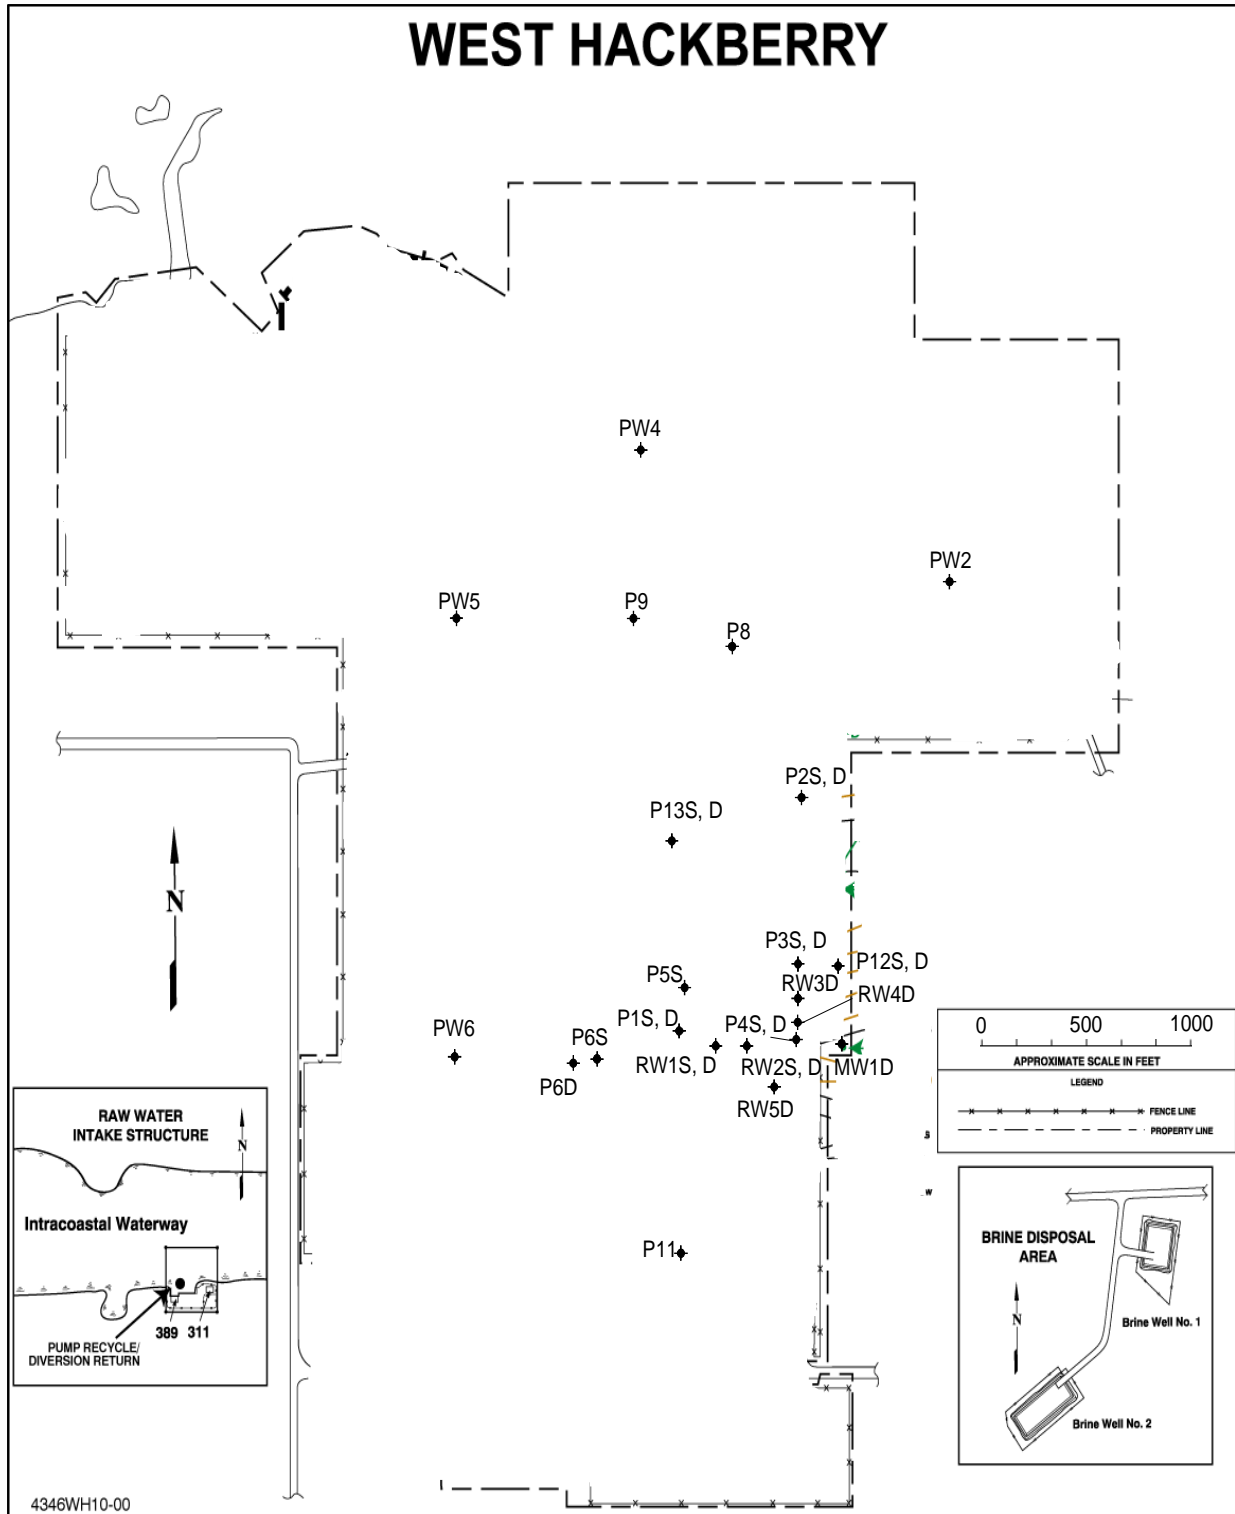 WEST HACKBERRY
PW4
PW2
PW5
P9
P8
P2S, D
P13S, D
N
P3S, D
P12S, D
P5S
RW3D
RW4D
P1S, D
P4S, D
PW6
P6S
RW1S, D
RW2S, D
MW1D
P6D
RW5D
P11
0 500 1000
APPROXIMATE SCALE IN FEET
LEGEND
FENCE LINE
PROPERTY LINE
RAW WATER
INTAKE STRUCTURE
N
Intracoastal Waterway
389 311
PUMP RECYCLE/
DIVERSION RETURN
BRINE DISPOSAL
AREA
N
Brine Well No. 1
Brine Well No. 2
4346WH10-00